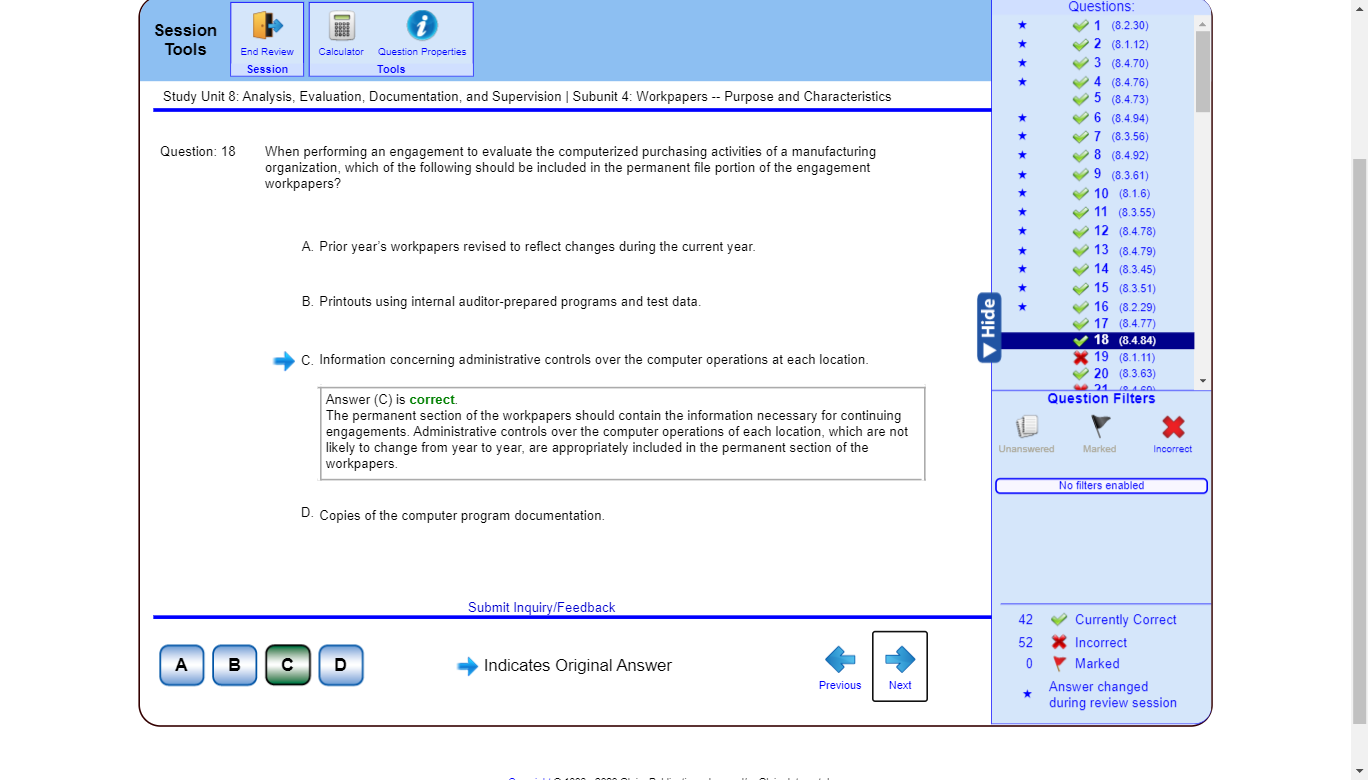 Session
Tools
End Review
Session
Calculator
Question Properties
Tools
Study Unit 8: Analysis, Evaluation, Documentation, and Supervision | Subunit 4: Workpapers -- Purpose and Characteristics
Question: 18
When performing an engagement to evaluate the computerized purchasing activities of a manufacturing
organization, which of the following should be included in the permanent file portion of the engagement
workpapers?
A. Prior year's workpapers revised to reflect changes during the current year.
B. Printouts using internal auditor-prepared programs and test data.
C. Information concerning administrative controls over the computer operations at each location.
Answer (C) is correct.
The permanent section of the workpapers should contain the information necessary for continuing
engagements. Administrative controls over the computer operations of each location, which are not
likely to change from year to year, are appropriately included in the permanent section of the
workpapers.
D. Copies of the computer program documentation.
Submit Inquiry/Feedback
A B C D
Indicates Original Answer
Previous
Next
Hide
Questions:
1 (8.2.30)
2 (8.1.12)
3 (8.4.70)
4 (8.4.76)
5 (8.4.73)
6 (8.4.94)
7 (8.3.56)
8 (8.4.92)
9 (8.3.61)
10 (8.1.6)
11 (8.3.55)
12 (8.4.78)
13 (8.4.79)
14 (8.3.45)
15 (8.3.51)
16 (8.2.29)
17 (8.4.77)
18 (8.4.84)
19 (8.1.11)
20 (8.3.63)
21 (8.4.69)
Question Filters
Unanswered
Marked
Incorrect
No filters enabled
42 Currently Correct
52 Incorrect
0 Marked
Answer changed
during review session